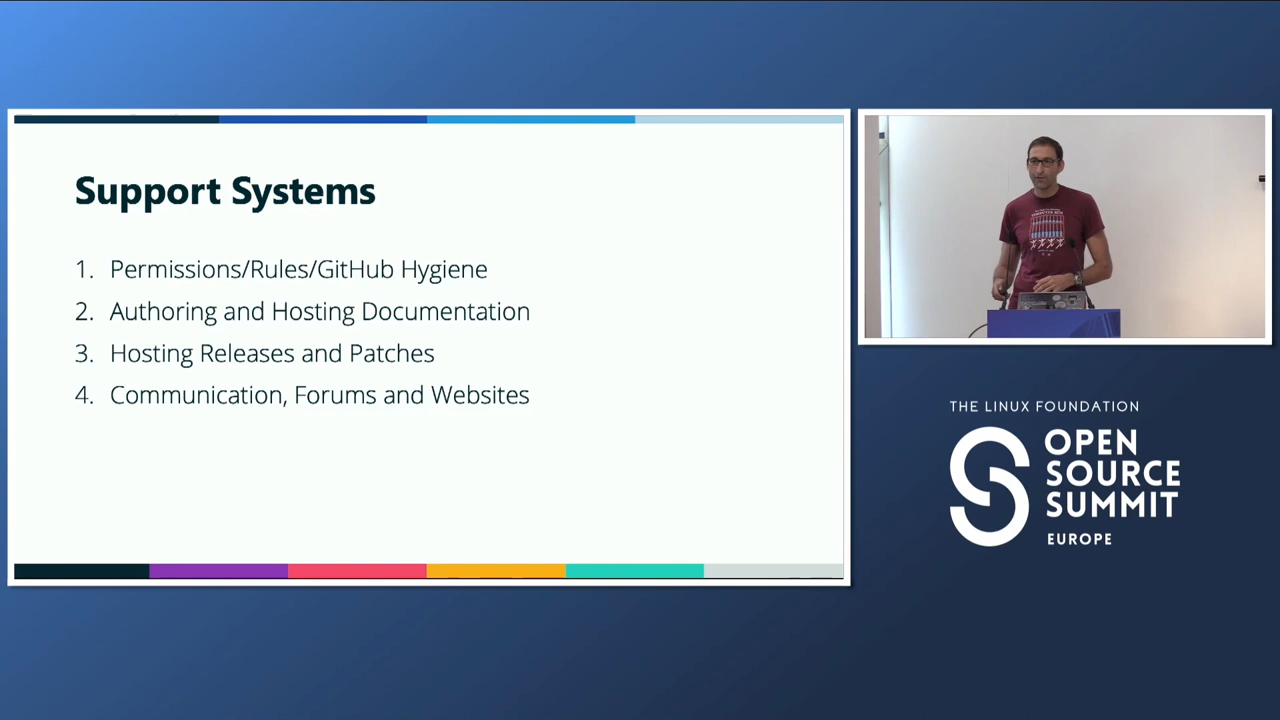 Support Systems
1. Permissions/Rules/GitHub Hygiene
2. Authoring and Hosting Documentation
3. Hosting Releases and Patches
4. Communication, Forums and Websites
THE LINUX FOUNDATION
OPEN
SOURCE
SUMMIT
EUROPE